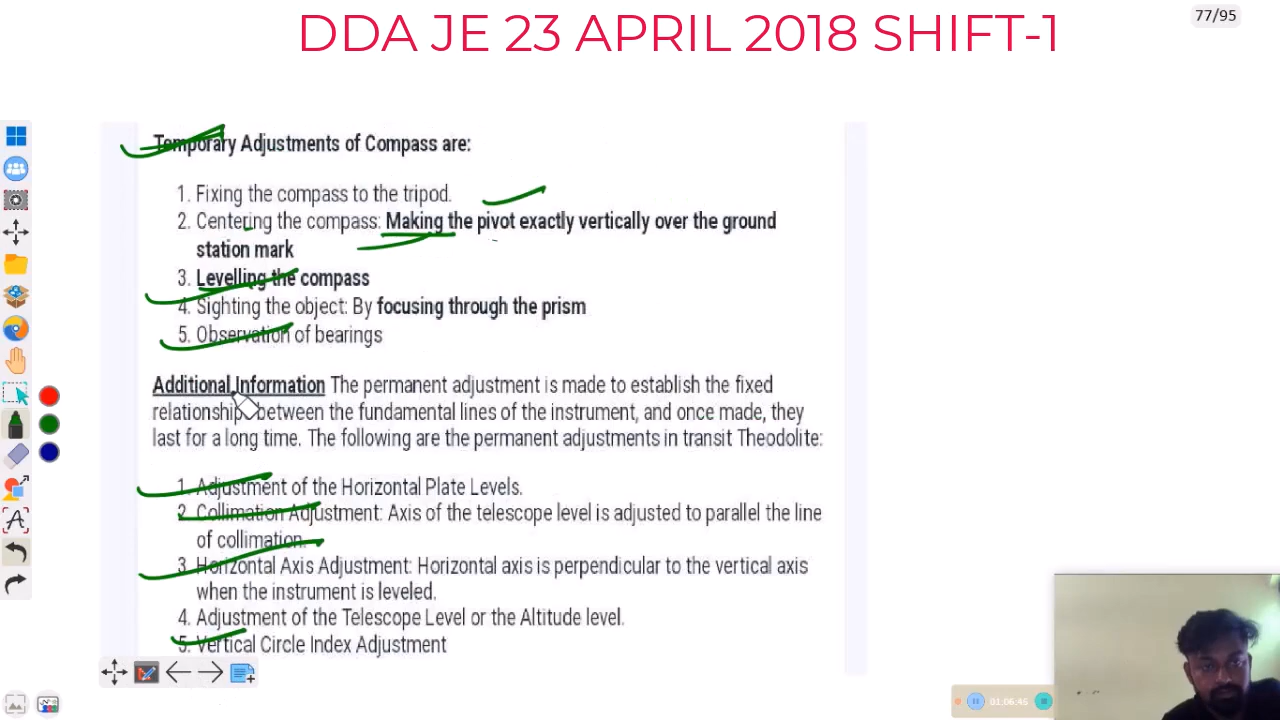 77/95
DDA JE 23 APRIL 2018 SHIFT-1
Temporary Adjustments of Compass are:
1. Fixing the compass to the tripod.
2. Centering the compass: Making the pivot exactly vertically over the ground
station mark
3. Levelling the compass
4. Sighting the object: By focusing through the prism
5. Observation of bearings
Additional Information The permanent adjustment is made to establish the fixed
relationship between the fundamental lines of the instrument, and once made, they
last for a long time. The following are the permanent adjustments in transit Theodolite:
1. Adjustment of the Horizontal Plate Levels.
2. Collimation Adjustment: Axis of the telescope level is adjusted to parallel the line
of collimation.
3. Horizontal Axis Adjustment: Horizontal axis is perpendicular to the vertical axis
when the instrument is leveled.
4. Adjustment of the Telescope Level or the Altitude level.
5. Vertical Circle Index Adjustment
01:06:45